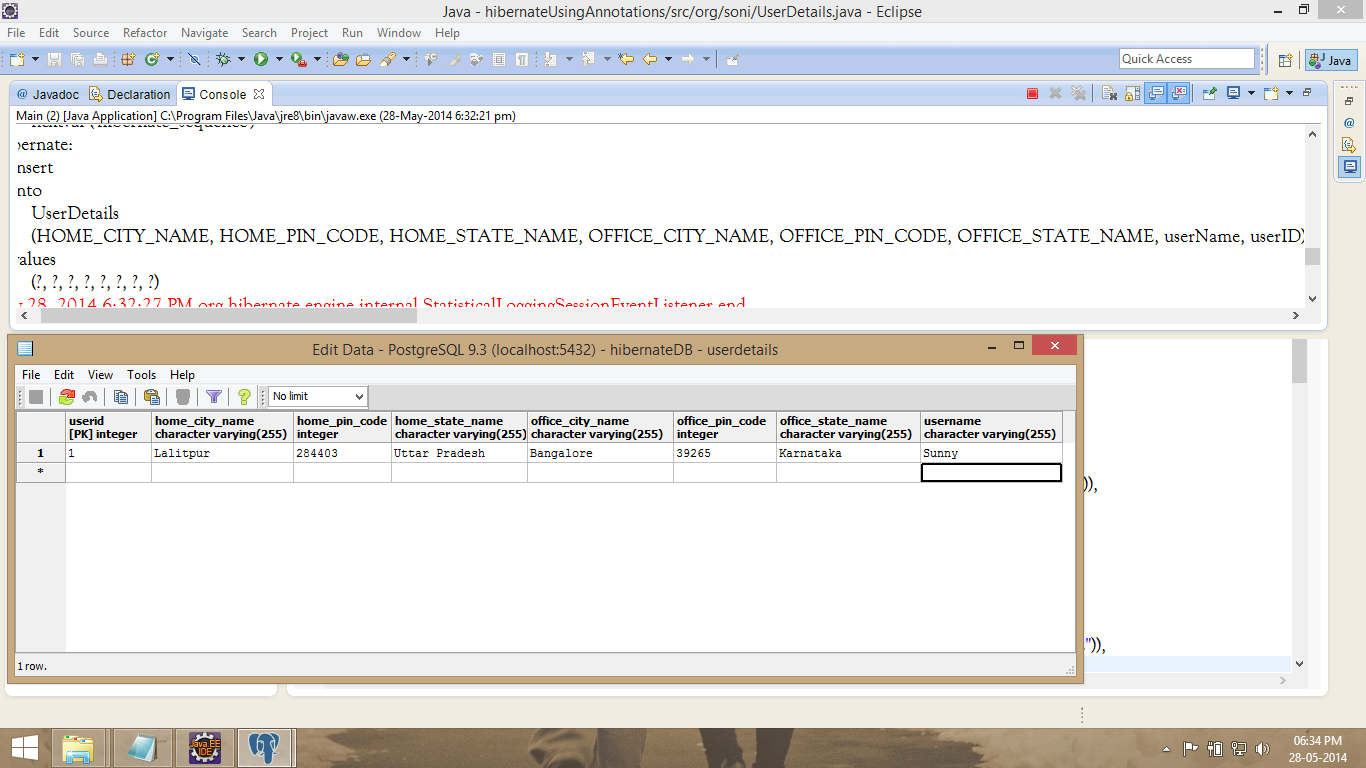 Java - hibernateUsingAnnotations/src/org/soni/UserDetails.java - Eclipse
File Edit Source Refactor Navigate Search Project Run Window Help
Quick Access
Java
@ Javadoc Declaration Console
Main (2) [Java Application] C:\Program Files\Java\jre8\bin\javaw.exe (28-May-2014 6:32:21 pm)
nextval ('hibernate_sequence')
bernate:
nsert
nto
UserDetails
(HOME_CITY_NAME, HOME_PIN_CODE, HOME_STATE_NAME, OFFICE_CITY_NAME, OFFICE_PIN_CODE, OFFICE_STATE_NAME, userName, userID)
alues
(?, ?, ?, ?, ?, ?, ?, ?)
y 28, 2014 6:32:27 PM org.hibernate.engine.internal.StatisticalLoggingSessionEventListener end
Edit Data - PostgreSQL 9.3 (localhost:5432) - hibernateDB - userdetails
File Edit View Tools Help
No limit
userid home_city_name home_pin_code home_state_name office_city_name office_pin_code office_state_name username
[PK] integer character varying(255) integer character varying(255) character varying(255) integer character varying(255) character varying(255)
1 1 Lalitpur 284403 Uttar Pradesh Bangalore 39265 Karnataka Sunny
*
)),
")),
1 row.
Java EE
IDE
06:34 PM
28-05-2014